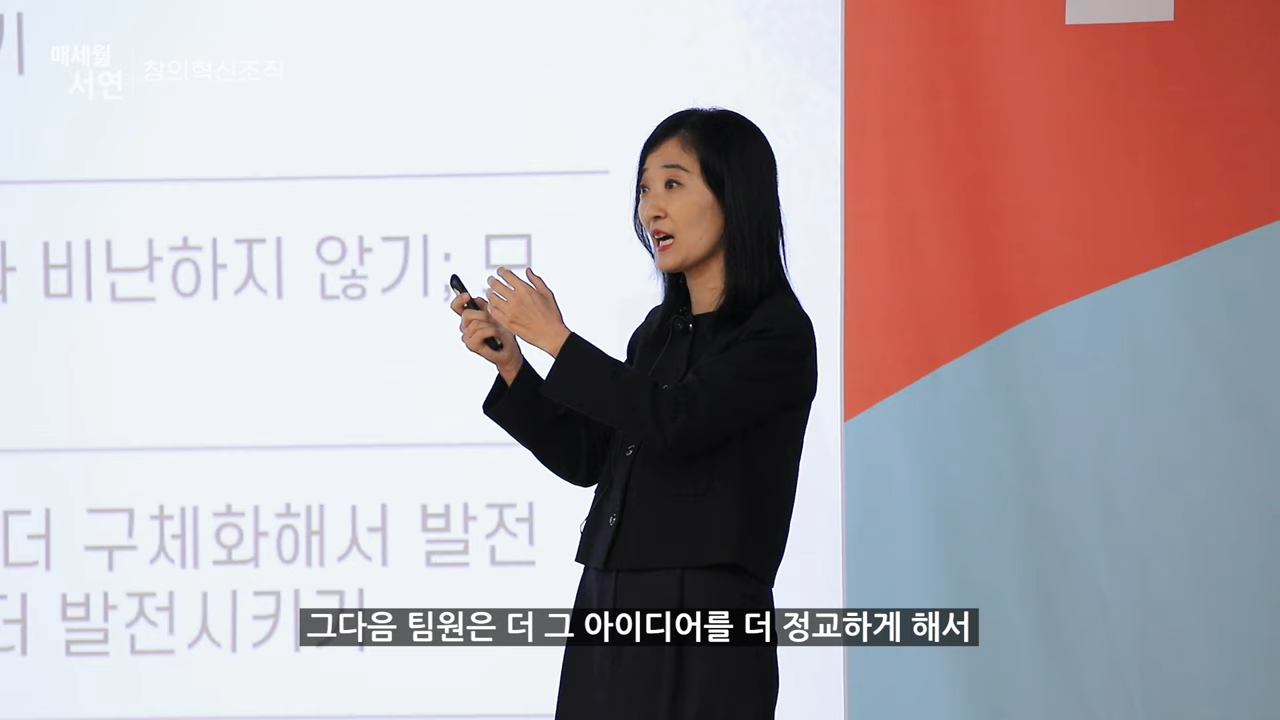 기
매세월
서연
창의혁신조직
비난하지 않기;
더 구체화해서 발전
더 발전시키기
그다음 팀원은 더 그 아이디어를 더 정교하게 해서